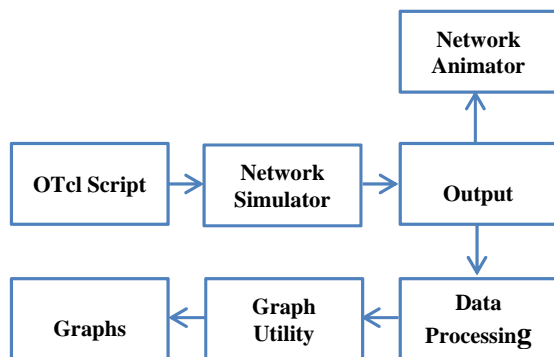 Network
Animator
OTcl Script
Network
Simulator
Output
Graphs
Graph
Utility
Data
Processing